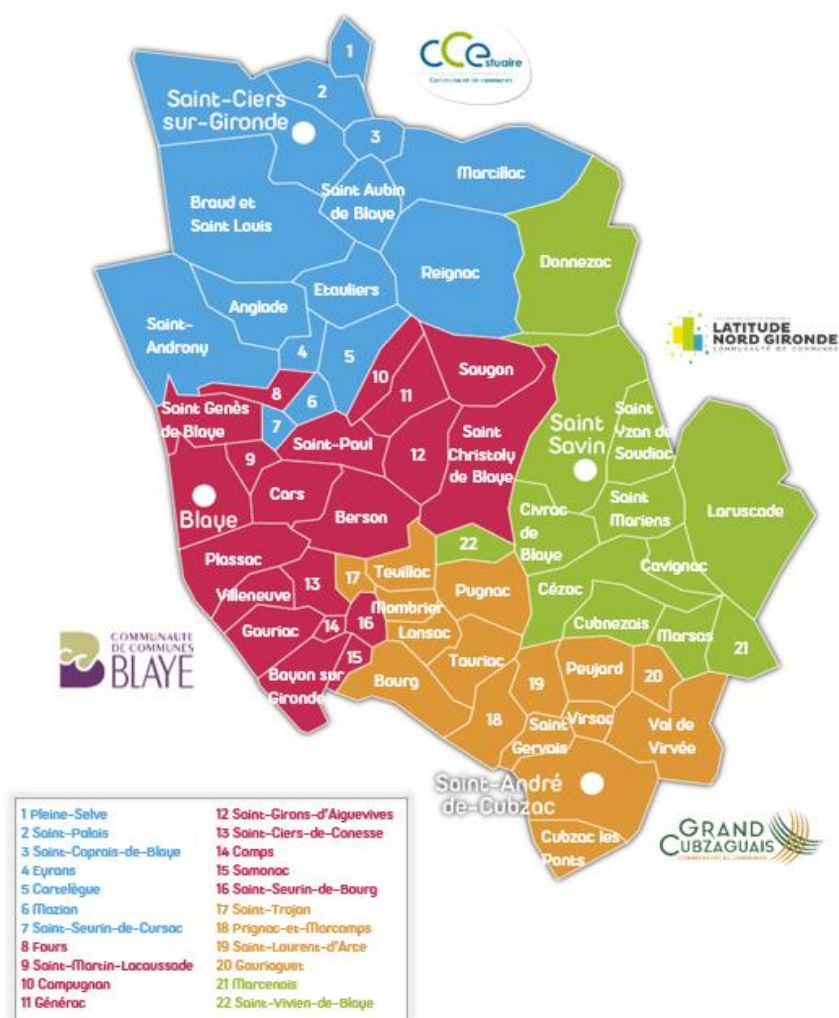 1
CCEstuaire
Communauté de communes
2
Saint-Ciers
sur-Gironde
3
Marcillac
Saint Aubin
de Blaye
Braud et
Saint Louis
Donnezac
Reignac
Etauliers
Anglade
Saint-
Androny
LATITUDE
NORD GIRONDE
COMMUNAUTÉ DE COMMUNES
4
5
Saugon
10
8
11
6
Saint Genès
de Blaye
7
Saint-Paul
Saint
Christoly
de Blaye
Saint
Savin
Saint
Yzan de
Soudiac
12
9
Cars
Blaye
Berson
Saint
Mariens
Laruscade
Civrac
de
Blaye
22
Plassac
Teuillac
Cavignac
17
13
Pugnac
Cézac
Villeneuve
Mombrier
Cubnezais
16
14
Gauriac
Lansac
Marsas
21
COMMUNAUTÉ
DE COMMUNES
BLAYE
15
Tauriac
Peujard
20
Bayon sur
Gironde
Bourg
19
18
Saint
Gervais
Virsac
Val de
Virvée
Saint-André
de-Cubzac
GRAND
CUBZAGUAIS
COMMUNAUTÉ DE COMMUNES
Cubzac les
Ponts
1 Pleine-Selve
2 Saint-Palais
3 Saint-Caprais-de-Blaye
4 Eyrans
5 Cartelègue
6 Mazion
7 Saint-Seurin-de-Cursac
8 Fours
9 Saint-Martin-Lacaussade
10 Campugnan
11 Générac
12 Saint-Girons-d'Aiguevives
13 Saint-Ciers-de-Canesse
14 Comps
15 Samonac
16 Saint-Seurin-de-Bourg
17 Saint-Trojan
18 Prignac-et-Marcamps
19 Saint-Laurent-d'Arce
20 Gauriaguet
21 Marcenais
22 Saint-Vivien-de-Blaye